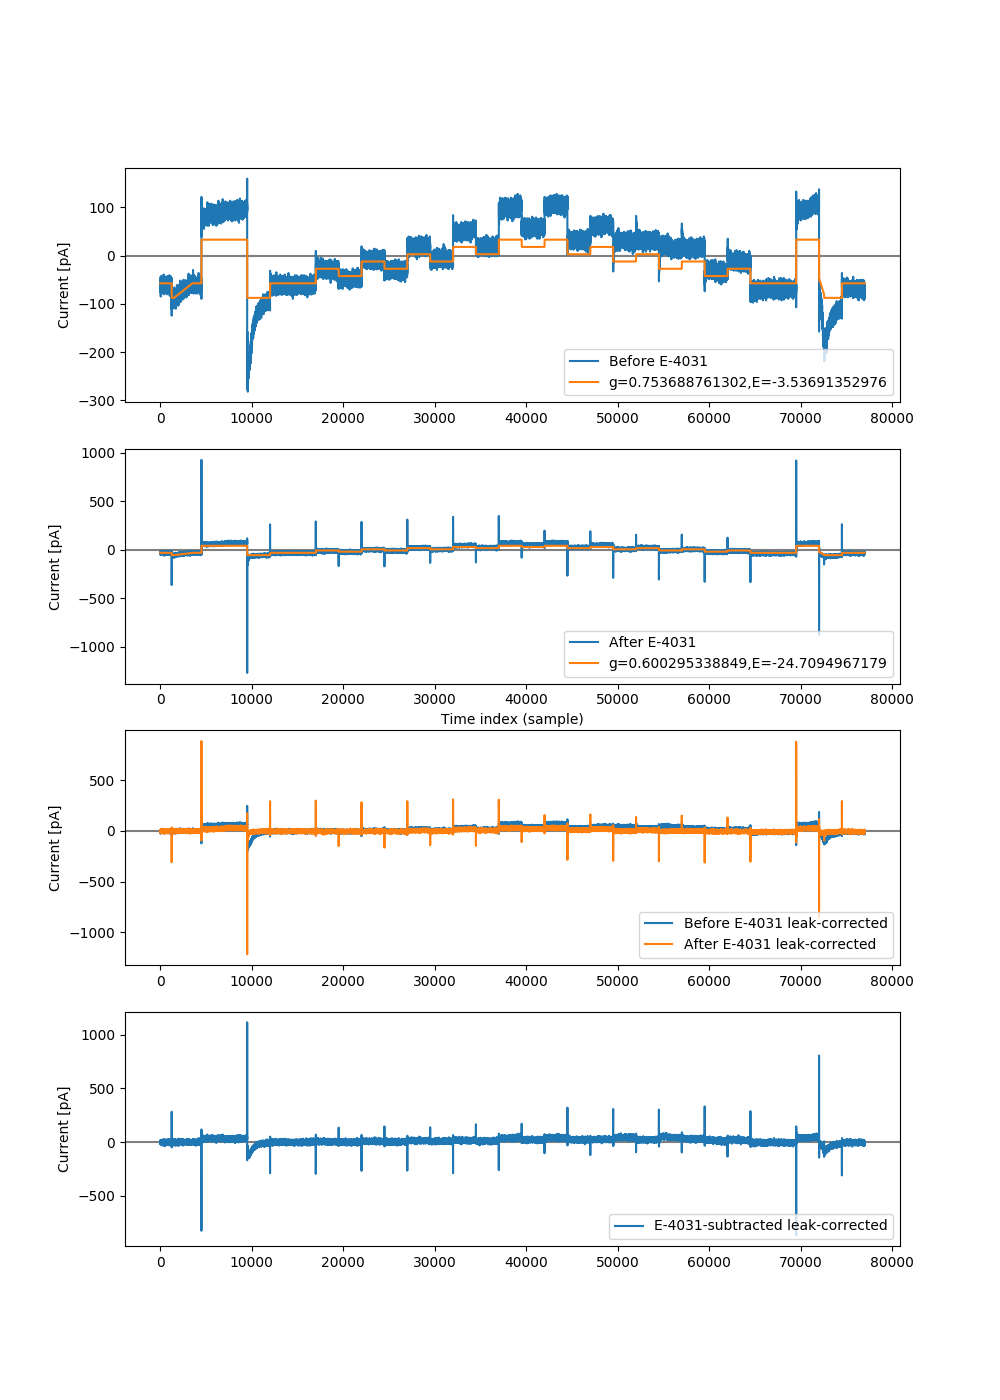 100
0
−100
−200
−300
Current [pA]
Before E-4031
g=0.753688761302,E=-3.53691352976
0 10000 20000 30000 40000 50000 60000 70000 80000
1000
500
0
−500
−1000
Current [pA]
After E-4031
g=0.600295338849,E=-24.7094967179
0 10000 20000 30000 40000 50000 60000 70000 80000
Time index (sample)
500
0
−500
−1000
Current [pA]
Before E-4031 leak-corrected
After E-4031 leak-corrected
0 10000 20000 30000 40000 50000 60000 70000 80000
1000
500
0
−500
Current [pA]
E-4031-subtracted leak-corrected
0 10000 20000 30000 40000 50000 60000 70000 80000